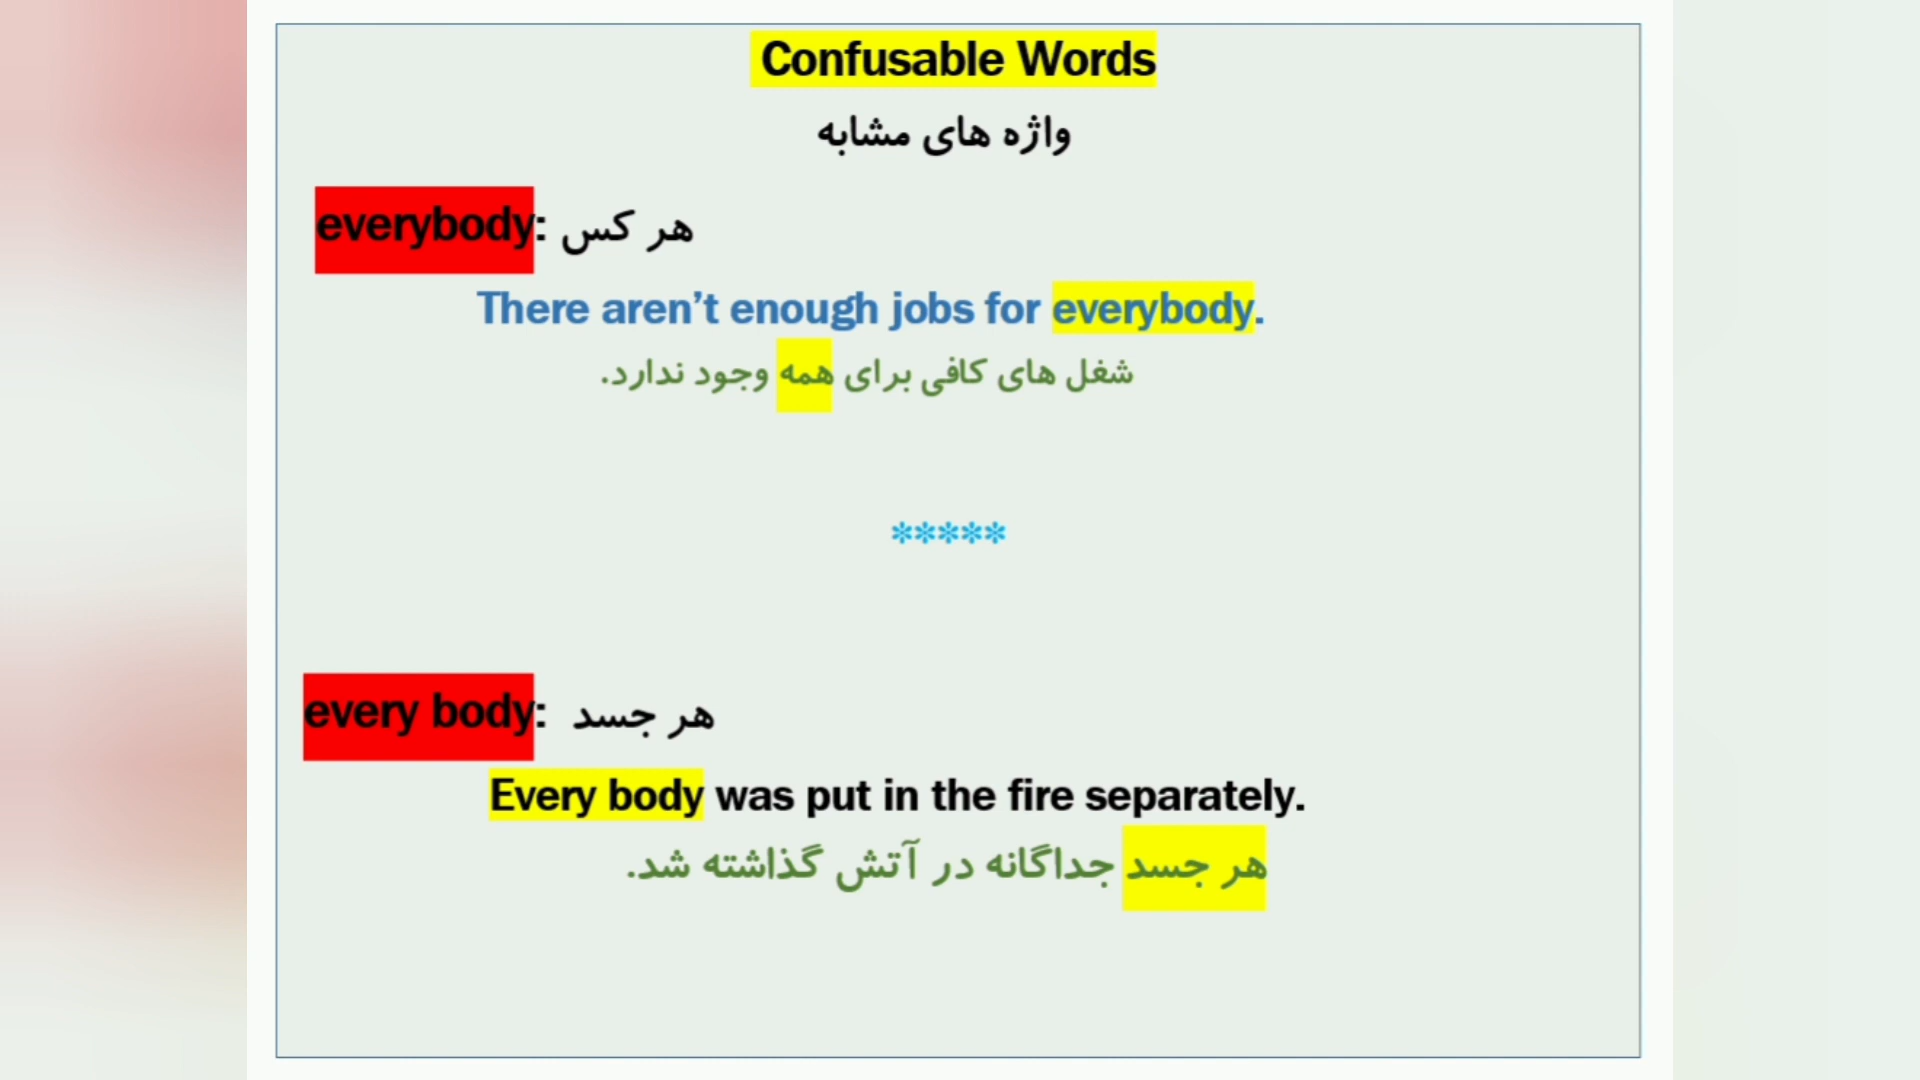 Confusable Words
واژه های مشابه
everybody: هر کس
There aren’t enough jobs for everybody.
شغل های کافی برای همه وجود ندارد.
*****
every body: هر جسد
Every body was put in the fire separately.
هر جسد جداگانه در آتش گذاشته شد.